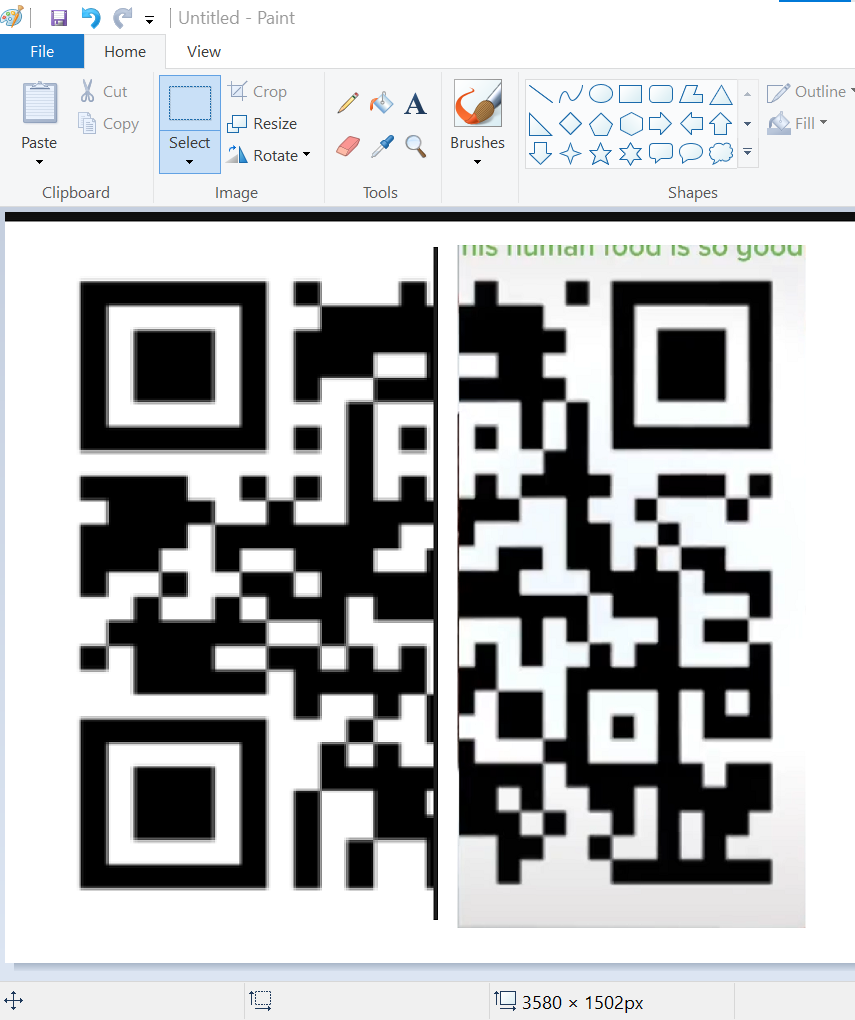 Untitled - Paint
File Home View
Paste
Cut
Copy
Clipboard
Select
Crop
Resize
Rotate
Image
A
Tools
Brushes
Outline
Fill
Shapes
his human food is so good
3580 × 1502px